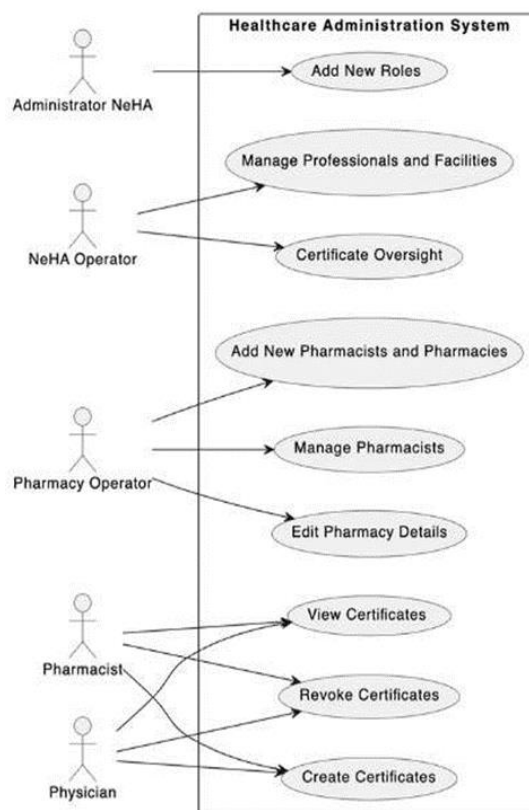 Healthcare Administration System
Add New Roles
Administrator NeHA
Manage Professionals and Facilities
NeHA Operator
Certificate Oversight
Add New Pharmacists and Pharmacies
Manage Pharmacists
Pharmacy Operator
Edit Pharmacy Details
View Certificates
Pharmacist
Revoke Certificates
Create Certificates
Physician